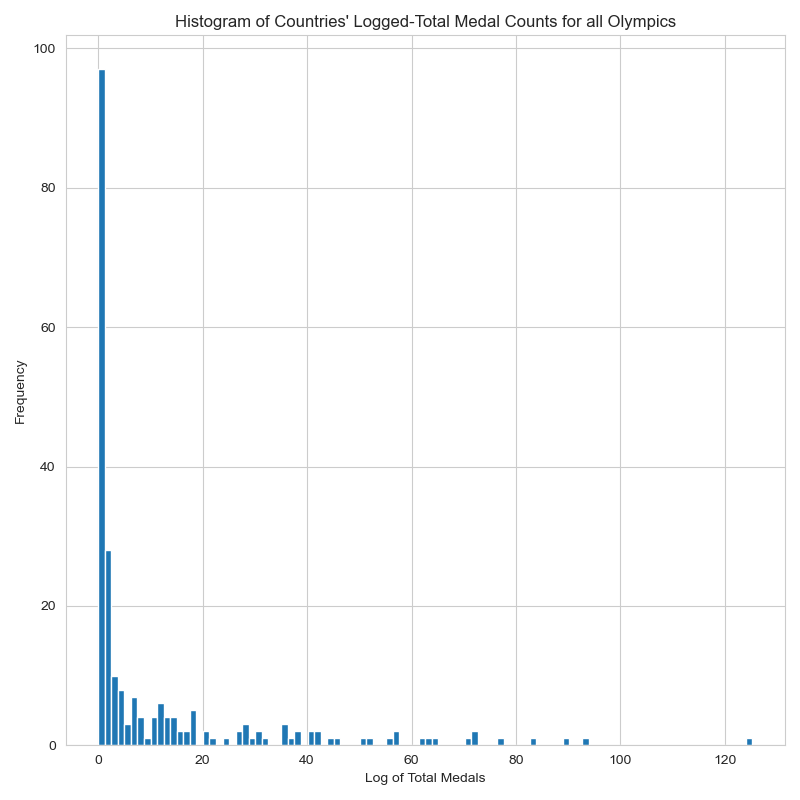 Histogram of Countries' Logged-Total Medal Counts for all Olympics
100
80
60
40
20
0
Frequency
0 20 40 60 80 100 120
Log of Total Medals